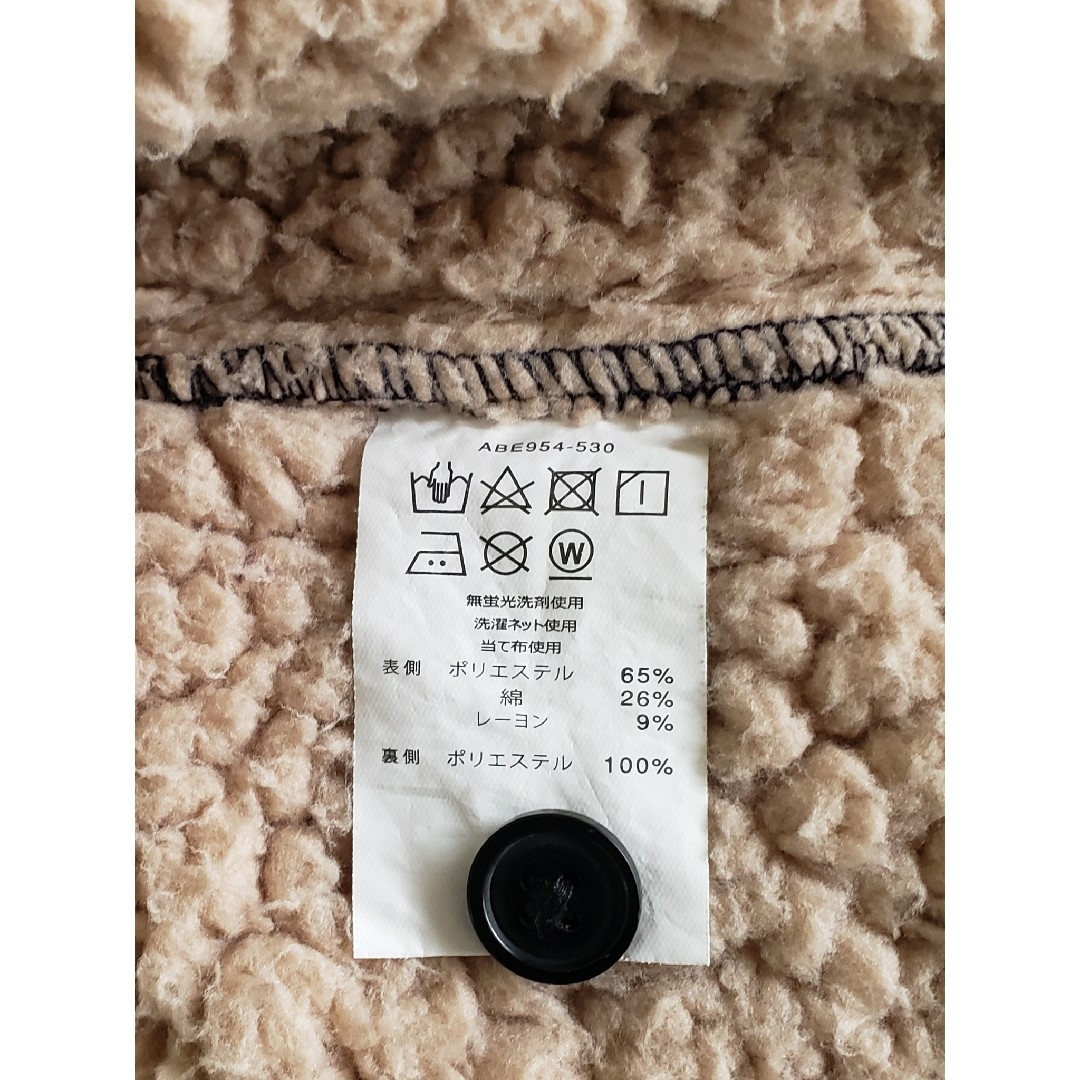 ABE954-530
W
無蛍光洗剤使用
洗濯ネット使用
当て布使用
表側 ポリエステル 65%
綿 26%
レーヨン 9%
裏側 ポリエステル 100%